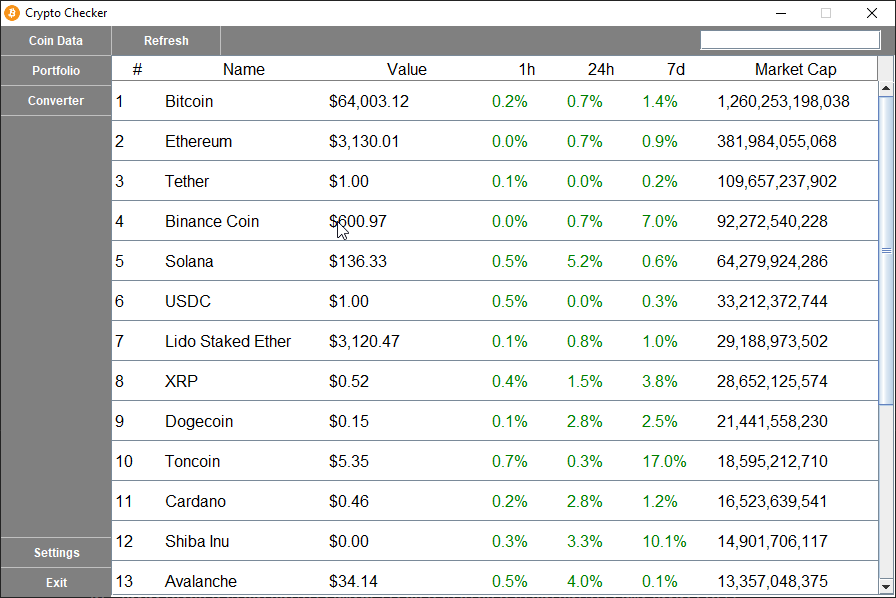 Crypto Checker
Coin Data Refresh
Portfolio
Converter
Settings
Exit
# Name Value 1h 24h 7d Market Cap
1 Bitcoin $64,003.12 0.2% 0.7% 1.4% 1,260,253,198,038
2 Ethereum $3,130.01 0.0% 0.7% 0.9% 381,984,055,068
3 Tether $1.00 0.1% 0.0% 0.2% 109,657,237,902
4 Binance Coin $600.97 0.0% 0.7% 7.0% 92,272,540,228
5 Solana $136.33 0.5% 5.2% 0.6% 64,279,924,286
6 USDC $1.00 0.5% 0.0% 0.3% 33,212,372,744
7 Lido Staked Ether $3,120.47 0.1% 0.8% 1.0% 29,188,973,502
8 XRP $0.52 0.4% 1.5% 3.8% 28,652,125,574
9 Dogecoin $0.15 0.1% 2.8% 2.5% 21,441,558,230
10 Toncoin $5.35 0.7% 0.3% 17.0% 18,595,212,710
11 Cardano $0.46 0.2% 2.8% 1.2% 16,523,639,541
12 Shiba Inu $0.00 0.3% 3.3% 10.1% 14,901,706,117
13 Avalanche $34.14 0.5% 4.0% 0.1% 13,357,048,375